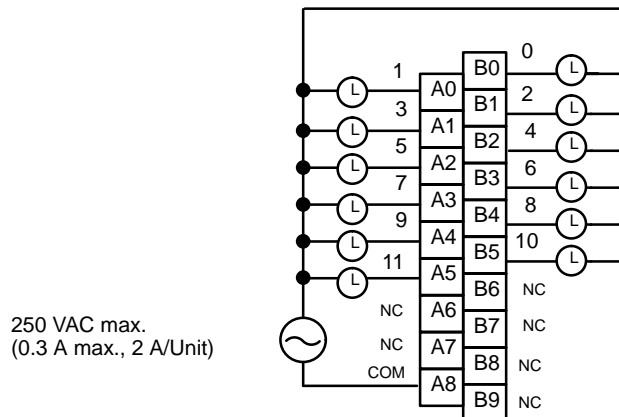 0
B0
L
1
L
A0
2
B1
L
3
L
A1
4
B2
L
5
L
A2
6
B3
L
7
L
A3
8
B4
L
9
L
A4
10
B5
L
11
L
A5
B6
NC
NC
A6
B7
NC
NC
A7
B8
NC
COM
A8
B9
NC
250 VAC max.
(0.3 A max., 2 A/Unit)